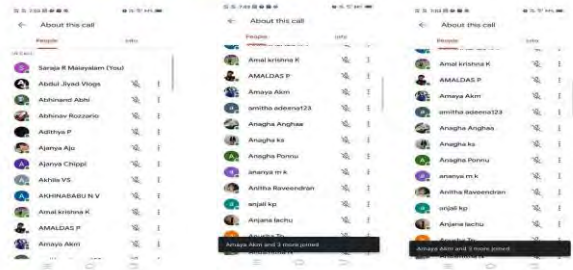 About this call
People
Info
Saraja R Malayalam (You)
Abdul Jiyad Vlogs
Abhinand Abhi
Abhinav Rozzario
Adithya P
Ajanya Aju
Ajanya Chippi
Akhila VS
AKHINABABU N V
Amal krishna K
AMALDAS P
Amaya Akm
About this call
People
Info
Amal krishna K
AMALDAS P
Amaya Akm
amitha adeena123
Anagha Anghas
Anagha ks
Anagha Ponnu
ananya m k
Anitha Raveendran
anjali kp
Anjana lachu
Anusha To
Amaya Akm and 3 more joined
About this call
People
Info
Amal krishna K
AMALDAS P
Amaya Akm
amitha adeena123
Anagha Anghas
Anagha ks
Anagha Ponnu
ananya m k
Anitha Raveendran
anjali kp
Anjana lachu
Amaya Akm and 3 more joined